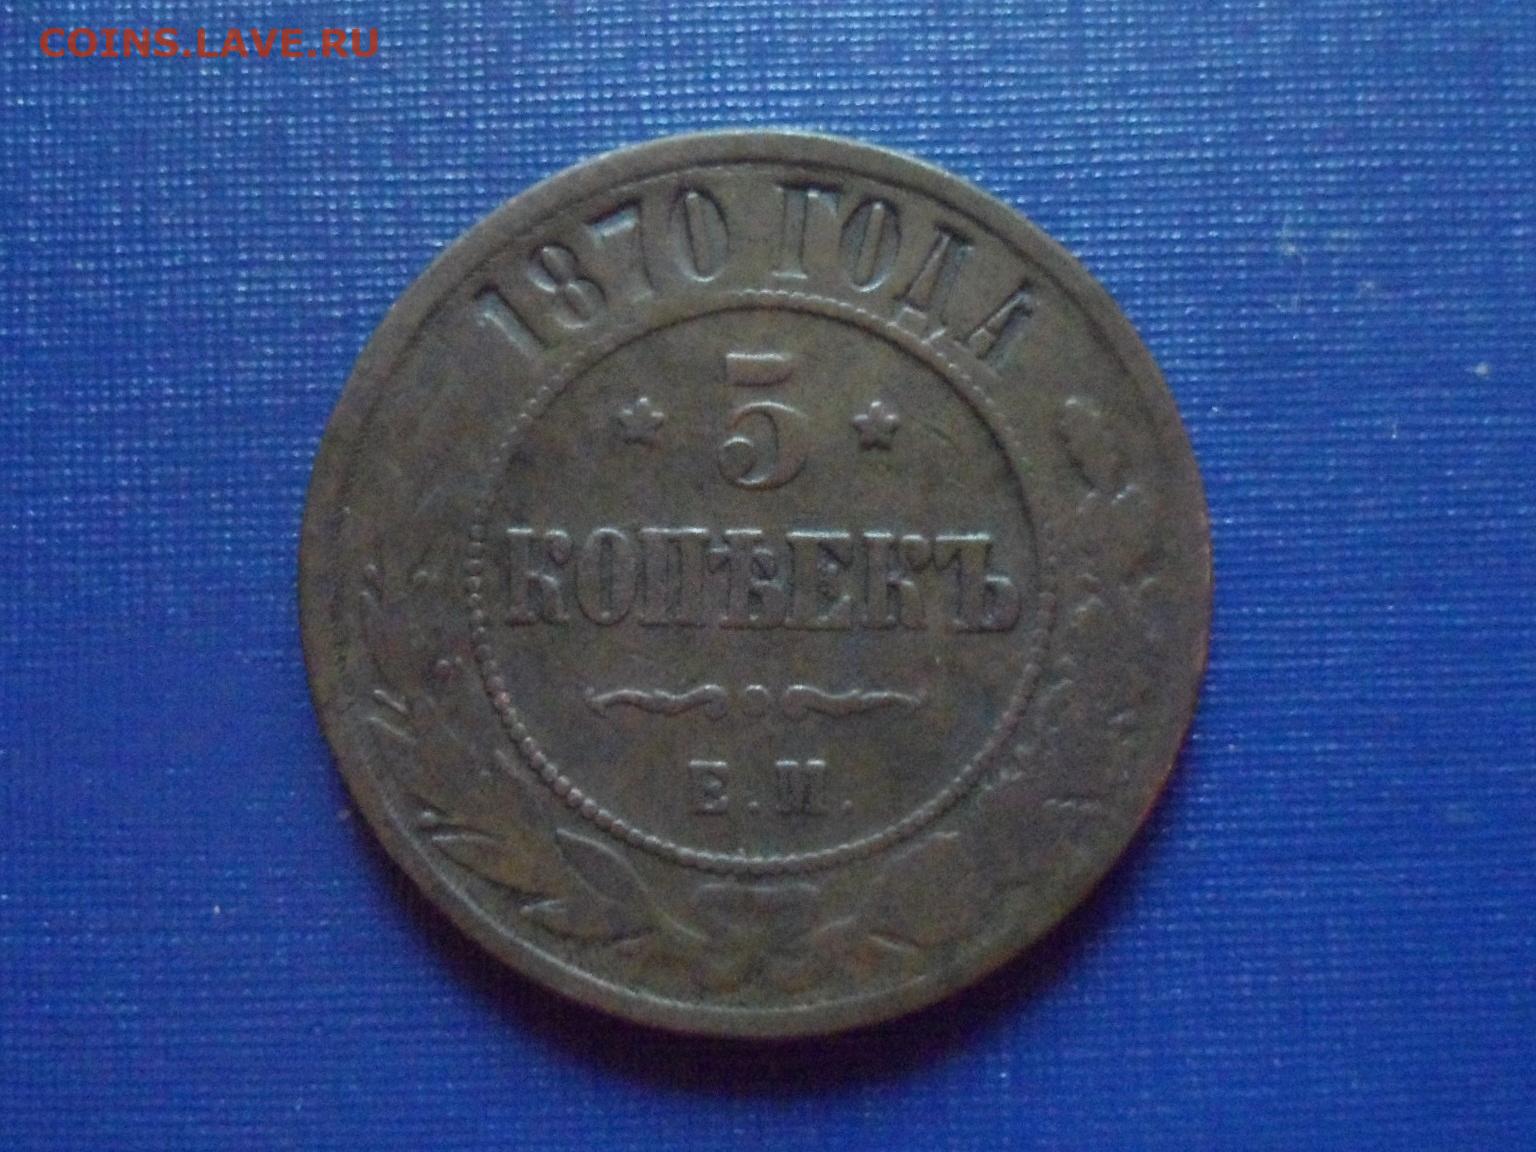 COINS.LAVE.RU
1870 ГОДА
5
КОПѢЕКЪ
Е.М.